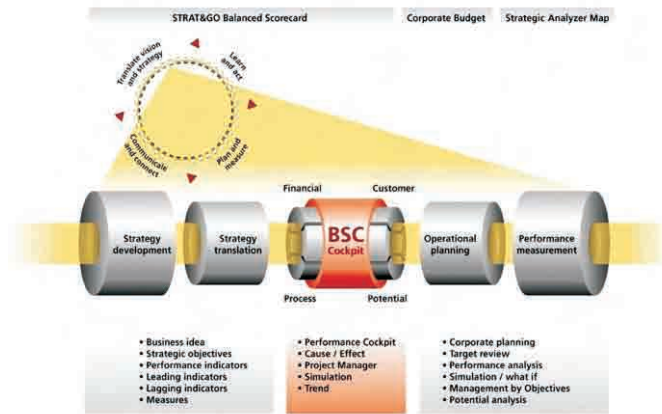 STRAT&GO Balanced Scorecard
Corporate Budget
Strategic Analyzer Map
Translate vision
and strategy
Learn
and act
Communicate
and connect
Plan and
measure
Financial
Customer
Strategy
development
Strategy
translation
BSC
Cockpit
Operational
planning
Performance
measurement
Process
Potential
• Business idea
• Strategic objectives
• Performance indicators
• Leading indicators
• Lagging indicators
• Measures
• Performance Cockpit
• Cause / Effect
• Project Manager
• Simulation
• Trend
• Corporate planning
• Target review
• Performance analysis
• Simulation / what if
• Management by Objectives
• Potential analysis